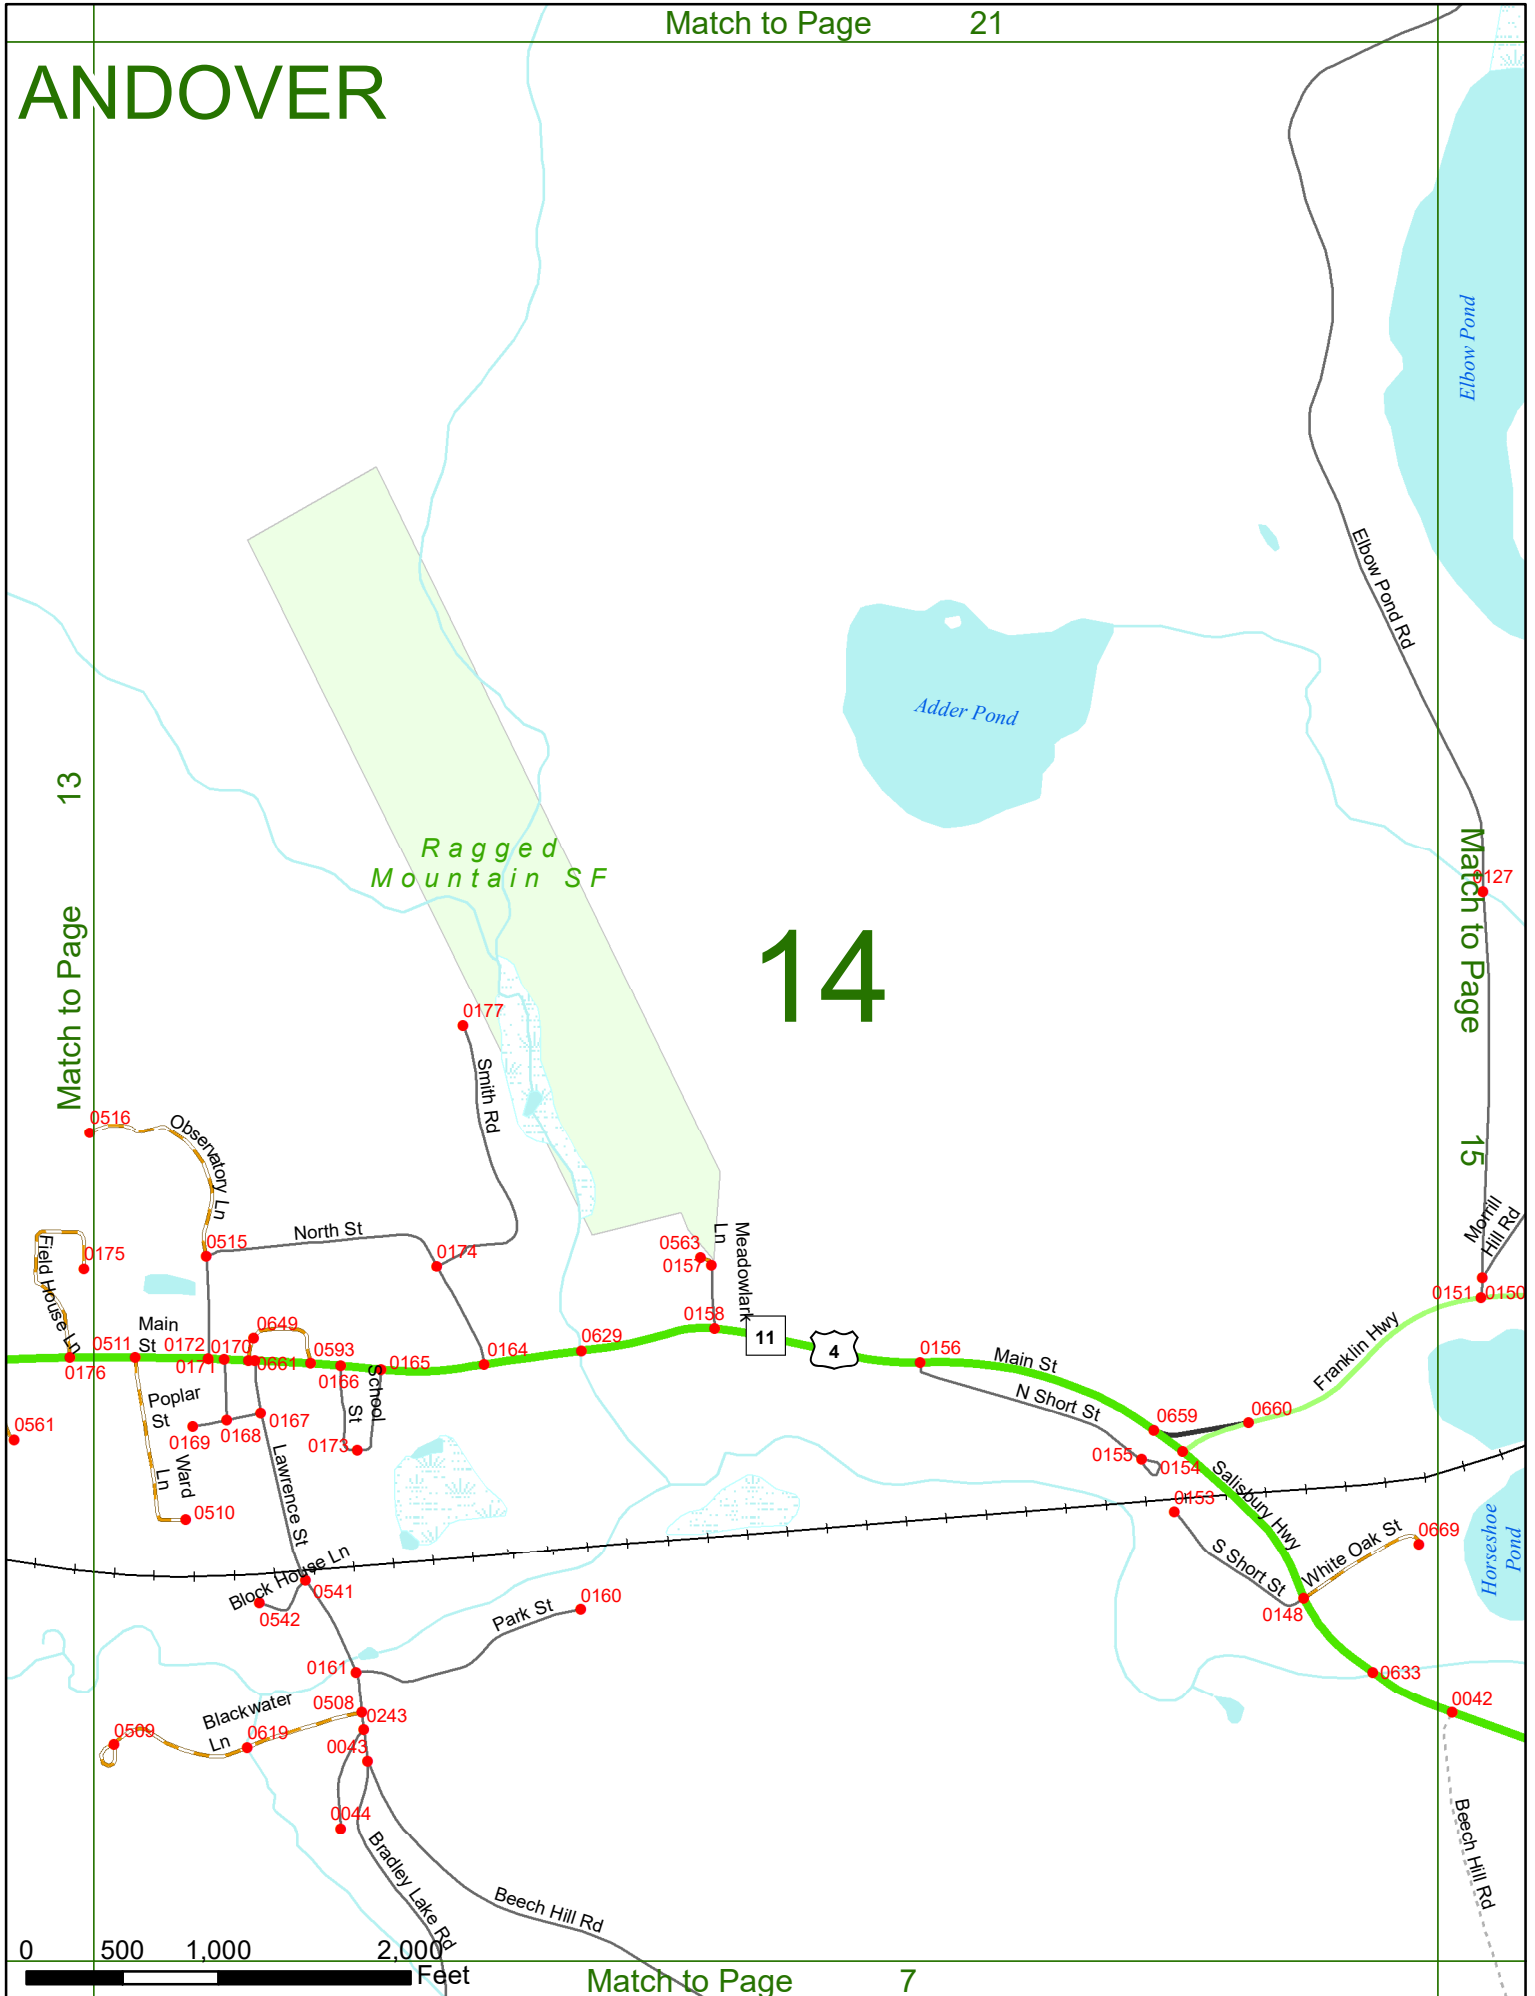 Match to Page 21
ANDOVER
Elbow Pond
Elbow Pond Rd
Adder Pond
13
Match to Page
Ragged
Mountain SF
14
0127
Match to Page
15
0177
Smith Rd
0516
Observatory Ln
North St
0515
0174
0175
Field House Ln
Meadowlark
Ln
0563
0157
0158
Morrill
Hill Rd
0151
0150
Main
St
0511
0172
0170
0649
0593
0629
0164
0165
0171
0661
0166
0176
11
4
0156
Main St
N Short St
Franklin Hwy
School
St
Poplar
St
0561
0169
0168
0167
0173
0659
0660
0155
0154
Ward
Ln
Lawrence St
0510
0153
Salisbury Hwy
0669
Horseshoe
Pond
White Oak St
S Short St
Block House Ln
0541
0542
0148
Park St
0160
0161
0633
0508
0243
0042
Blackwater
Ln
0509
0619
0043
0044
Bradley Lake Rd
Beech Hill Rd
Beech Hill Rd
0 500 1,000 2,000
Feet
Match to Page 7